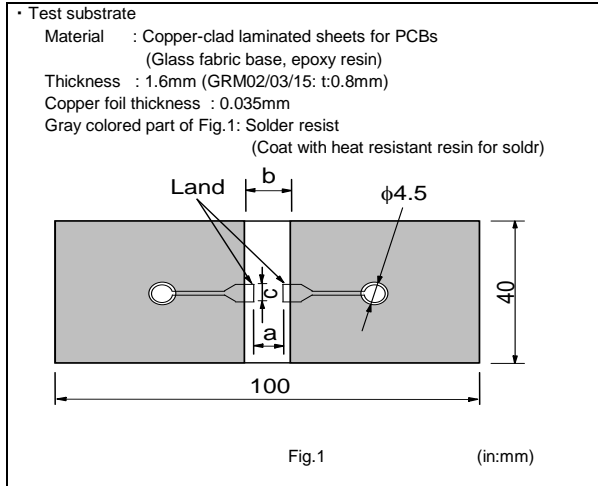 ・Test substrate
Material : Copper-clad laminated sheets for PCBs
(Glass fabric base, epoxy resin)
Thickness : 1.6mm (GRM02/03/15: t:0.8mm)
Copper foil thickness : 0.035mm
Gray colored part of Fig.1: Solder resist
(Coat with heat resistant resin for soldr)
b
Land
ϕ4.5
c
a
40
100
Fig.1 (in:mm)